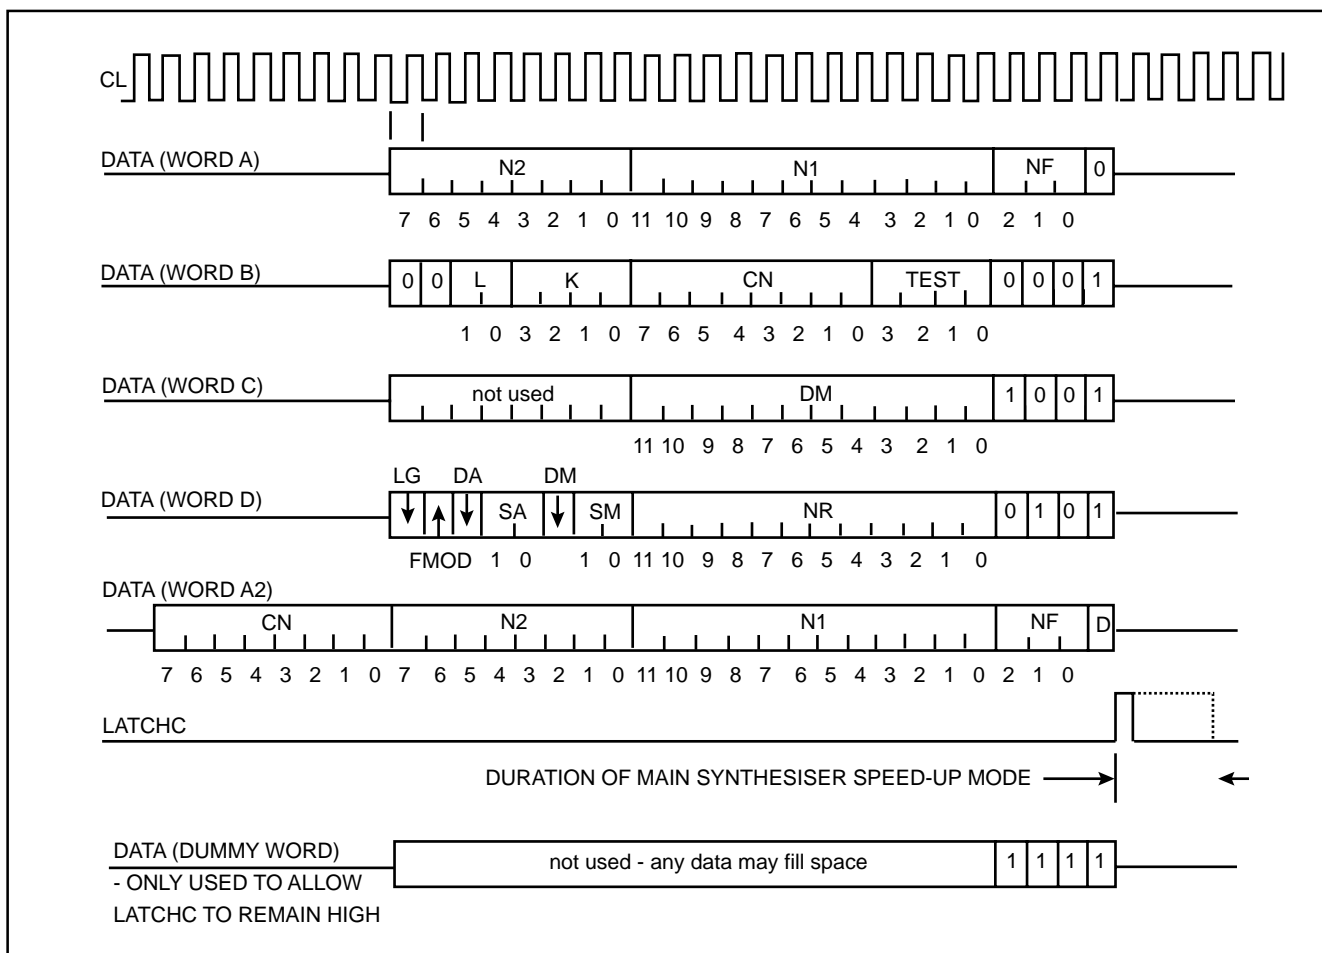 CL
DATA (WORD A)
N2 N1 NF 0
7 6 5 4 3 2 1 0 11 10 9 8 7 6 5 4 3 2 1 0 2 1 0
DATA (WORD B)
0 0 L K CN TEST 0 0 0 1
1 0 3 2 1 0 7 6 5 4 3 2 1 0 3 2 1 0
DATA (WORD C)
not used DM 1 0 0 1
11 10 9 8 7 6 5 4 3 2 1 0
LG DA DM
DATA (WORD D)
SA SM NR 0 1 0 1
FMOD 1 0 1 0 11 10 9 8 7 6 5 4 3 2 1 0
DATA (WORD A2)
CN N2 N1 NF D
7 6 5 4 3 2 1 0 7 6 5 4 3 2 1 0 11 10 9 8 7 6 5 4 3 2 1 0 2 1 0
LATCHC
DURATION OF MAIN SYNTHESISER SPEED-UP MODE
DATA (DUMMY WORD)
not used - any data may fill space 1 1 1 1
- ONLY USED TO ALLOW
LATCHC TO REMAIN HIGH